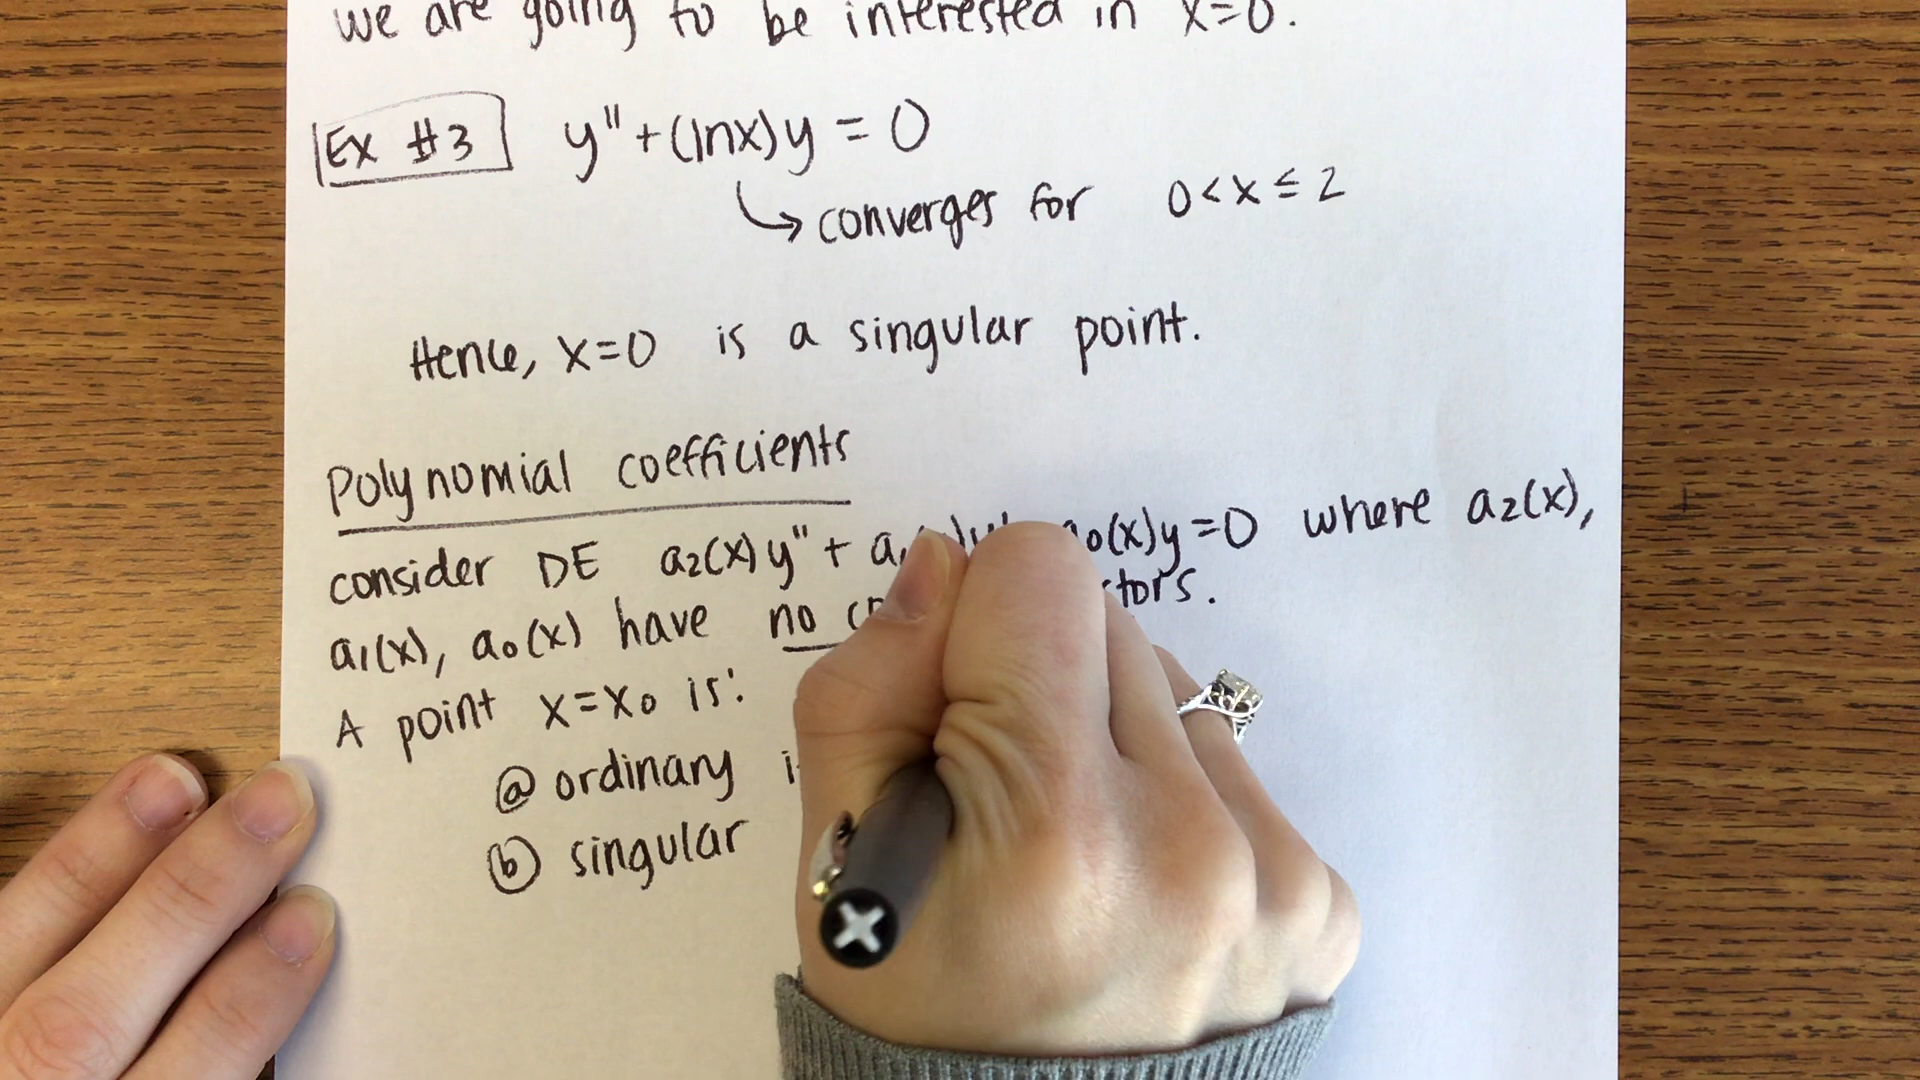 we are going to be interested in x=0.
Ex #3 y"+(lnx)y = 0
↳ converges for 0<x≤2
Hence, x=0 is a singular point.
Polynomial coefficients
consider DE a₂(x)y"+ a₀(x)y=0 where a₂(x),
a₁(x), a₀(x) have no
A point x=x₀ is:
ⓐ ordinary
ⓑ singular